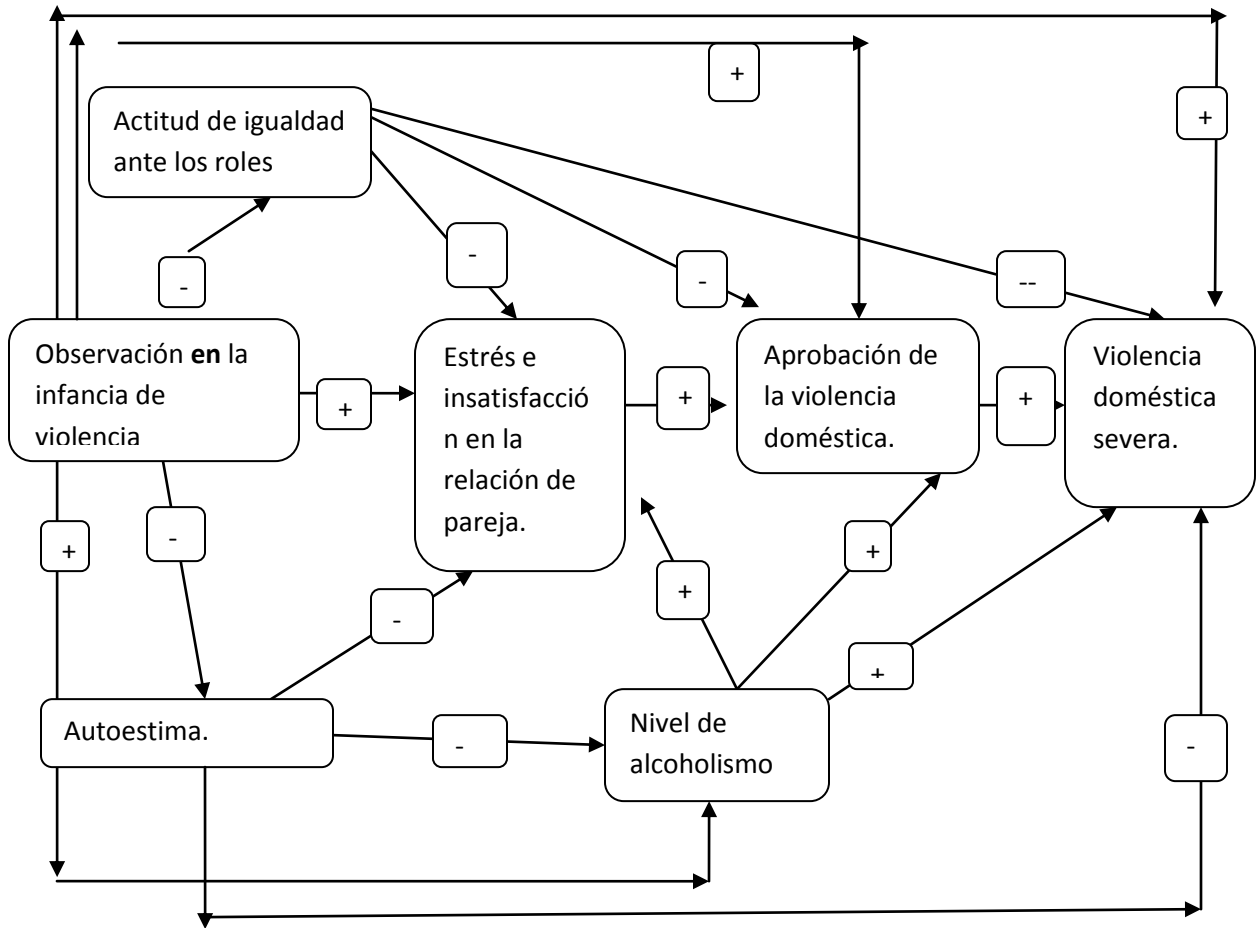 +
+
Actitud de igualdad
ante los roles
-
-
-
--
Observación en la
infancia de
violencia
+
Estrés e
insatisfacció
n en la
relación de
pareja.
+
Aprobación de
la violencia
doméstica.
+
Violencia
doméstica
severa.
+
-
+
+
-
+
Autoestima.
-
Nivel de
alcoholismo
-